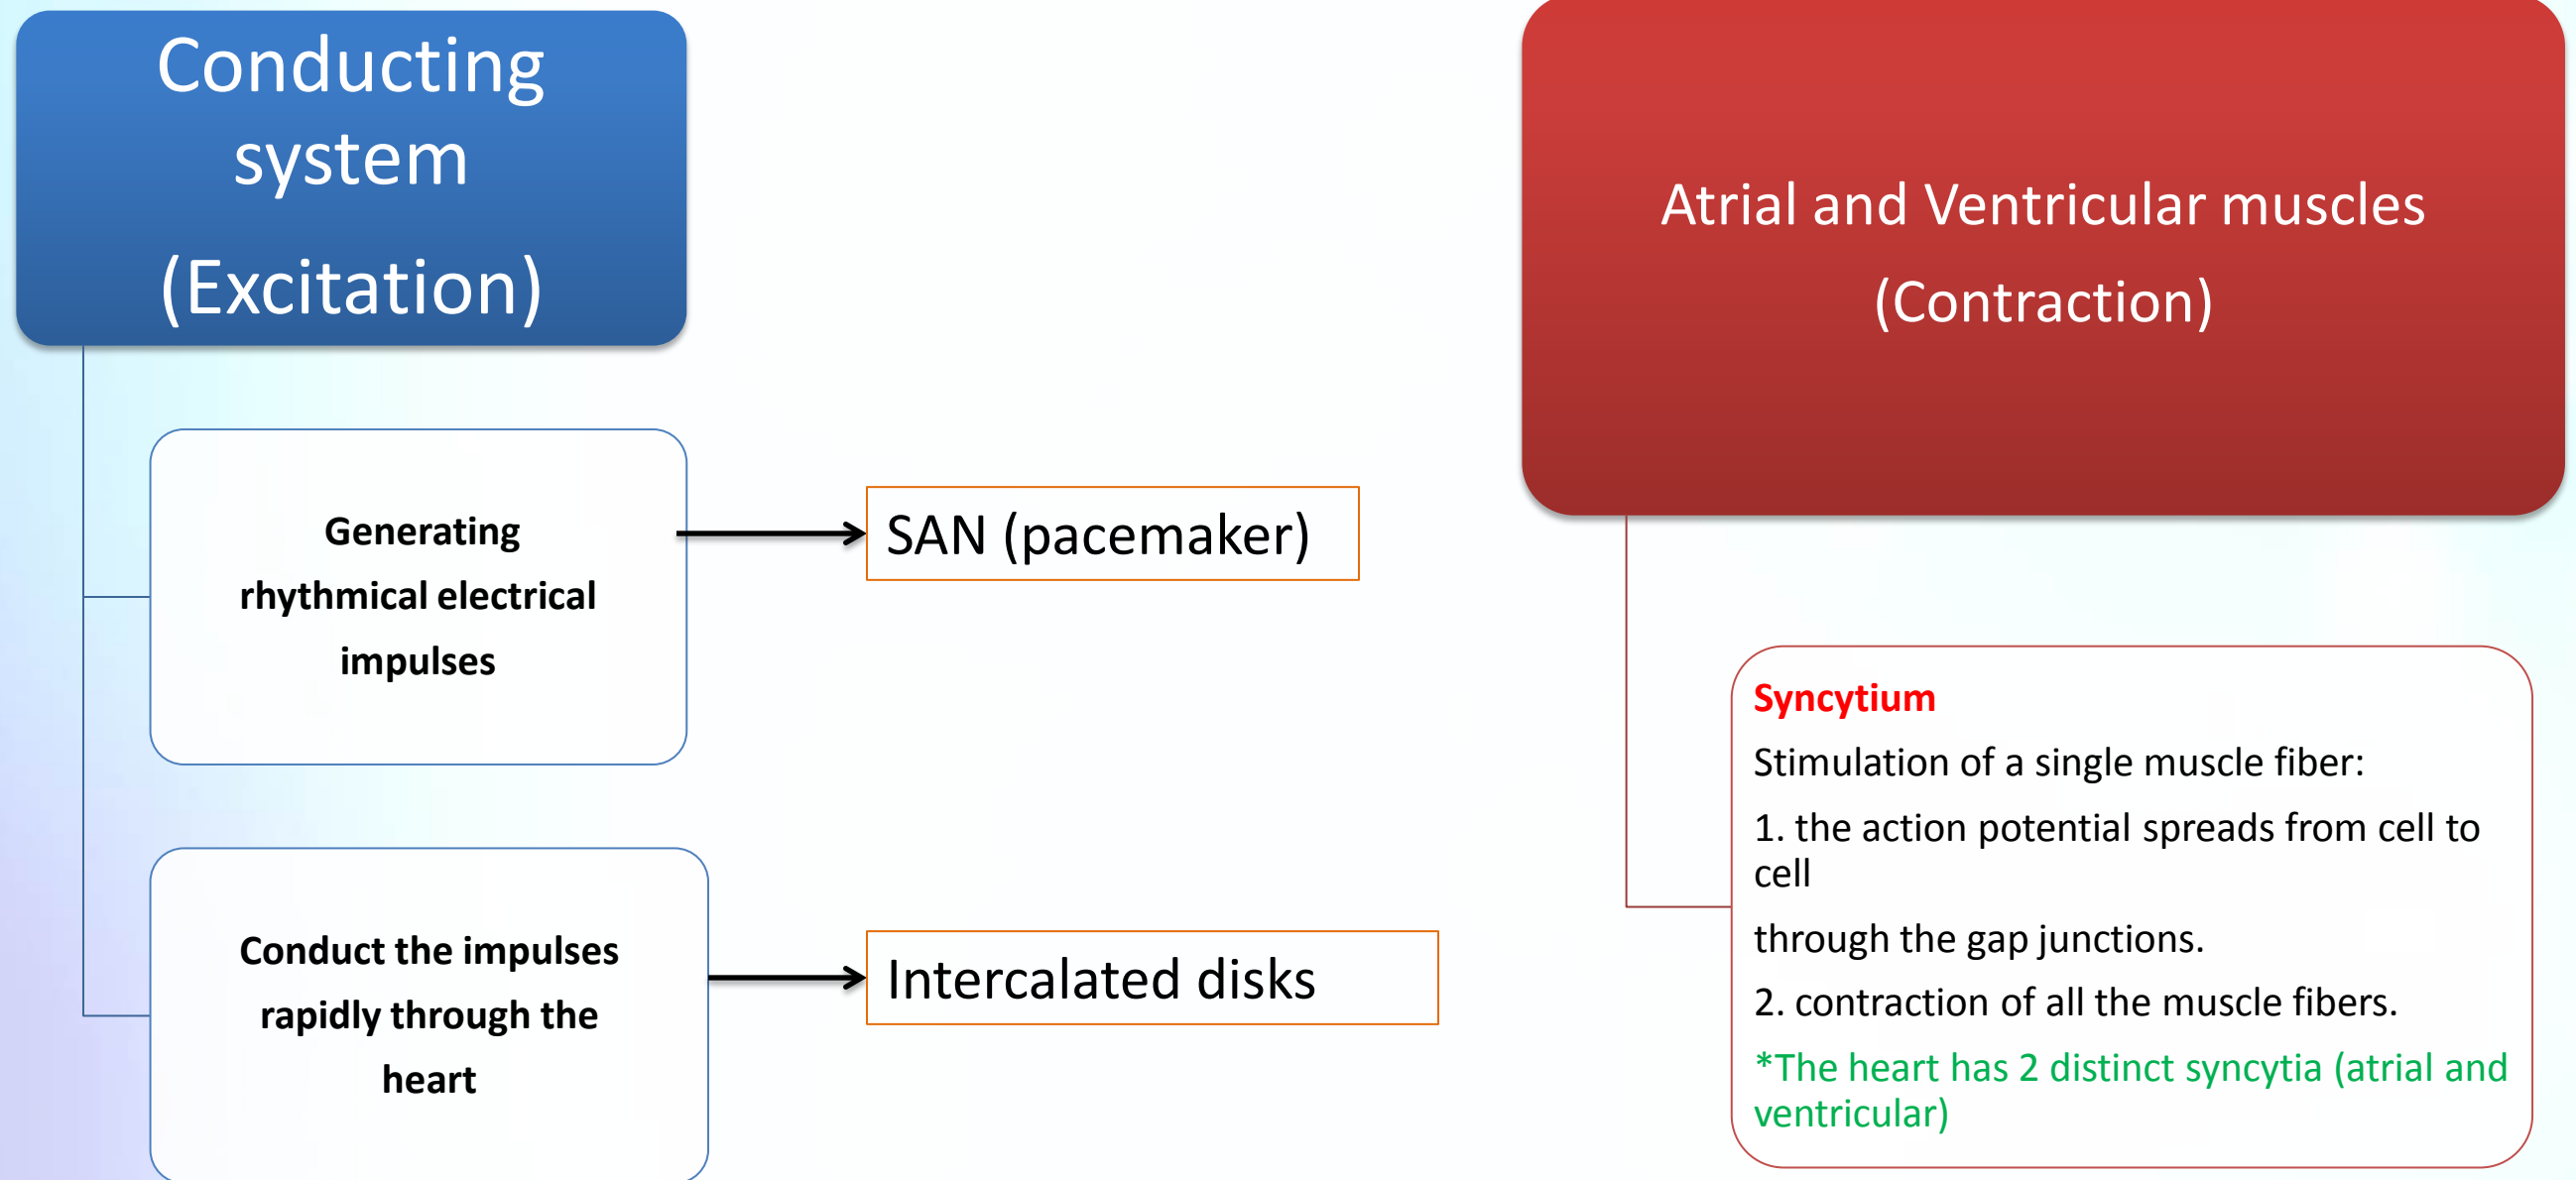 Conducting
system
(Excitation)
Generating
rhythmical electrical
impulses
SAN (pacemaker)
Conduct the impulses
rapidly through the
heart
Intercalated disks
Atrial and Ventricular muscles
(Contraction)
Syncytium
Stimulation of a single muscle fiber:
1. the action potential spreads from cell to
cell
through the gap junctions.
2. contraction of all the muscle fibers.
*The heart has 2 distinct syncytia (atrial and
ventricular)